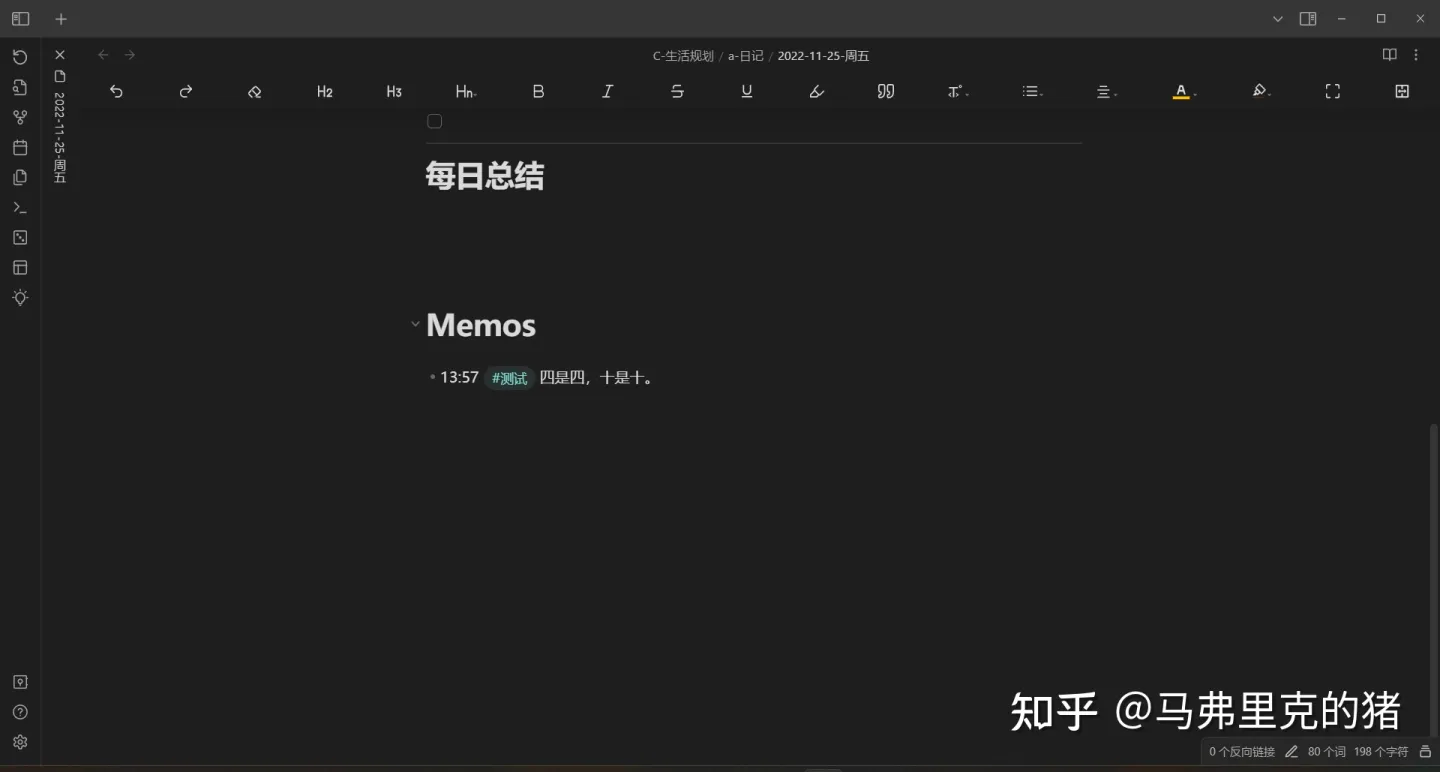 C-生活规划 / a-日记 / 2022-11-25-周五
2022-11-25-周五
H2 H3 Hn B I S U A
每日总结
Memos
13:57 #测试 四是四，十是十。
知乎 @马弗里克的猪
0 个反向链接 80 个词 198 个字符